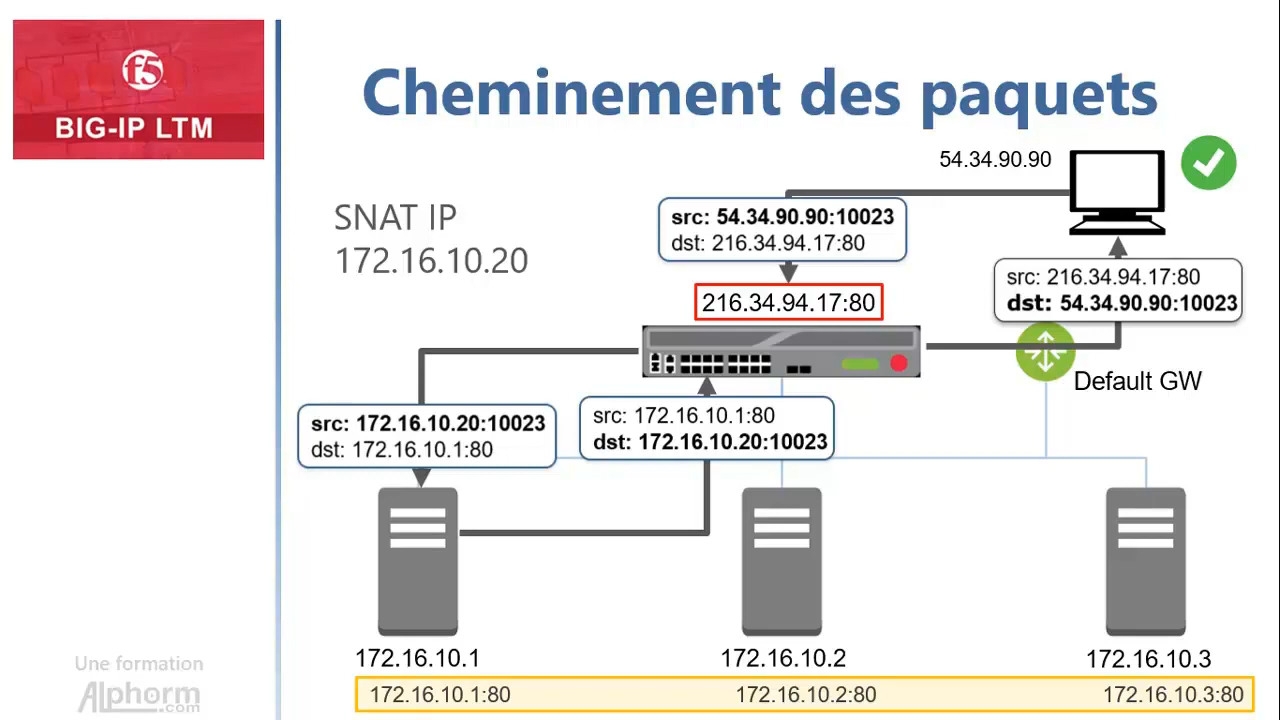 f5
BIG-IP LTM
Cheminement des paquets
54.34.90.90
SNAT IP
172.16.10.20
src: 54.34.90.90:10023
dst: 216.34.94.17:80
216.34.94.17:80
src: 216.34.94.17:80
dst: 54.34.90.90:10023
Default GW
src: 172.16.10.20:10023
dst: 172.16.10.1:80
src: 172.16.10.1:80
dst: 172.16.10.20:10023
172.16.10.1
172.16.10.2
172.16.10.3
172.16.10.1:80
172.16.10.2:80
172.16.10.3:80
Une formation
Alphorm
.com